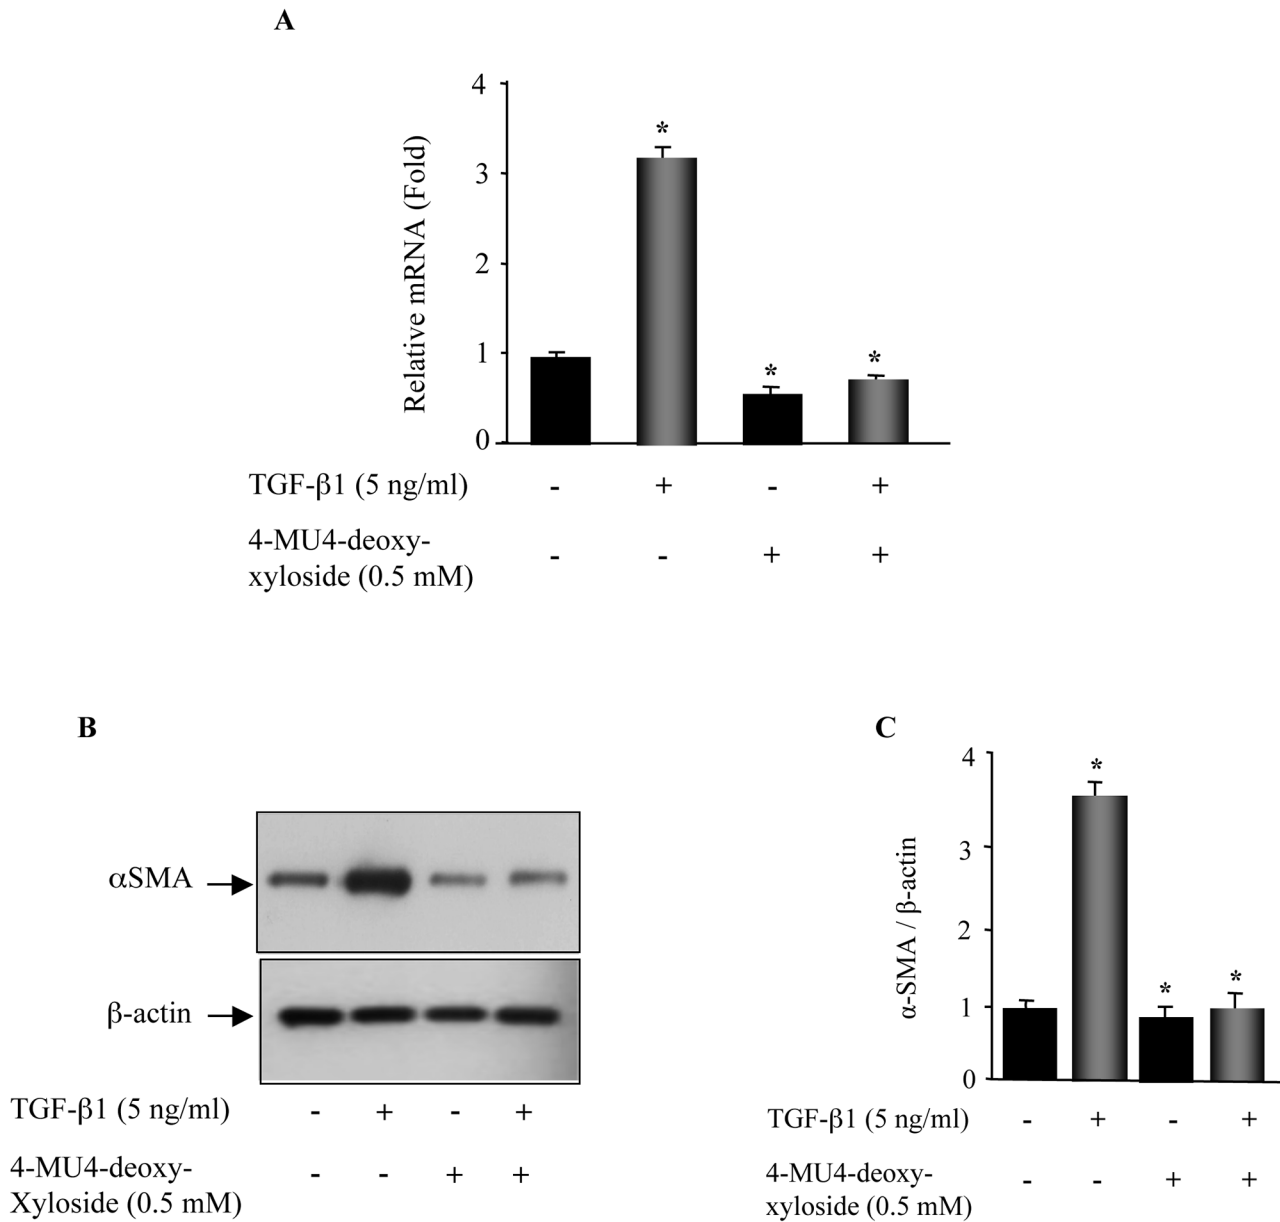 A
4
3
2
1
0
Relative mRNA (Fold)
*
*
*
TGF-β1 (5 ng/ml) - + - +
4-MU4-deoxy-
xyloside (0.5 mM) - - + +
B
αSMA
β-actin
TGF-β1 (5 ng/ml) - + - +
4-MU4-deoxy-
Xyloside (0.5 mM) - - + +
C
4
3
2
1
0
α-SMA / β-actin
*
*
*
TGF-β1 (5 ng/ml) - + - +
4-MU4-deoxy-
xyloside (0.5 mM) - - + +